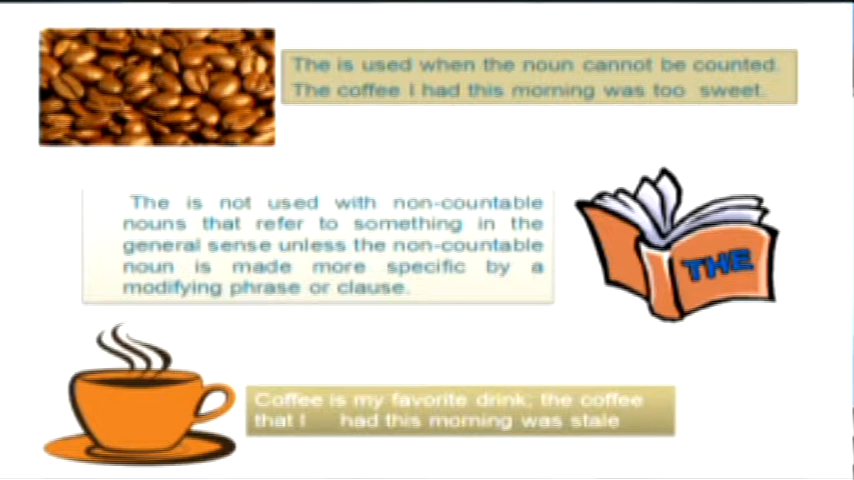 The is used when the noun cannot be counted.
The coffee I had this morning was too sweet.
The is not used with non-countable
nouns that refer to something in the
general sense unless the non-countable
noun is made more specific by a
modifying phrase or clause.
THE
Coffee is my favorite drink; the coffee
that I had this morning was stale